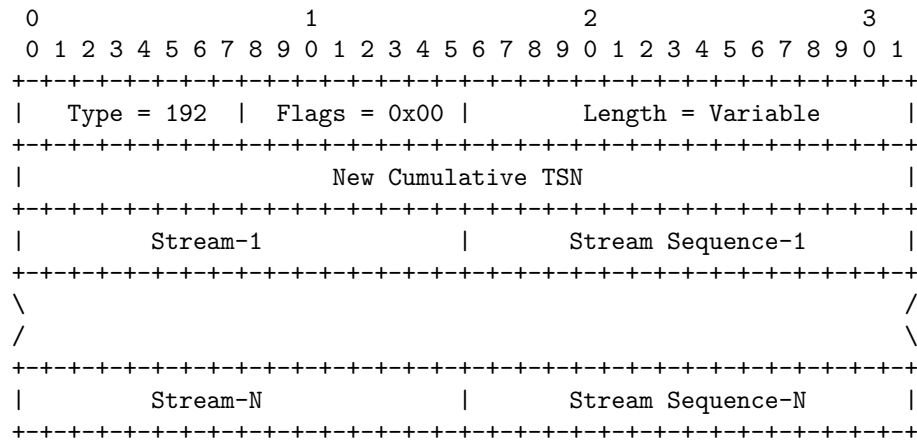 0                   1                   2                   3
 0 1 2 3 4 5 6 7 8 9 0 1 2 3 4 5 6 7 8 9 0 1 2 3 4 5 6 7 8 9 0 1
+-+-+-+-+-+-+-+-+-+-+-+-+-+-+-+-+-+-+-+-+-+-+-+-+-+-+-+-+-+-+-+-+
|   Type = 192  |  Flags = 0x00 |        Length = Variable      |
+-+-+-+-+-+-+-+-+-+-+-+-+-+-+-+-+-+-+-+-+-+-+-+-+-+-+-+-+-+-+-+-+
|                      New Cumulative TSN                       |
+-+-+-+-+-+-+-+-+-+-+-+-+-+-+-+-+-+-+-+-+-+-+-+-+-+-+-+-+-+-+-+-+
|         Stream-1              |       Stream Sequence-1       |
+-+-+-+-+-+-+-+-+-+-+-+-+-+-+-+-+-+-+-+-+-+-+-+-+-+-+-+-+-+-+-+-+
\                                                               /
/                                                               \
+-+-+-+-+-+-+-+-+-+-+-+-+-+-+-+-+-+-+-+-+-+-+-+-+-+-+-+-+-+-+-+-+
|         Stream-N              |       Stream Sequence-N       |
+-+-+-+-+-+-+-+-+-+-+-+-+-+-+-+-+-+-+-+-+-+-+-+-+-+-+-+-+-+-+-+-+